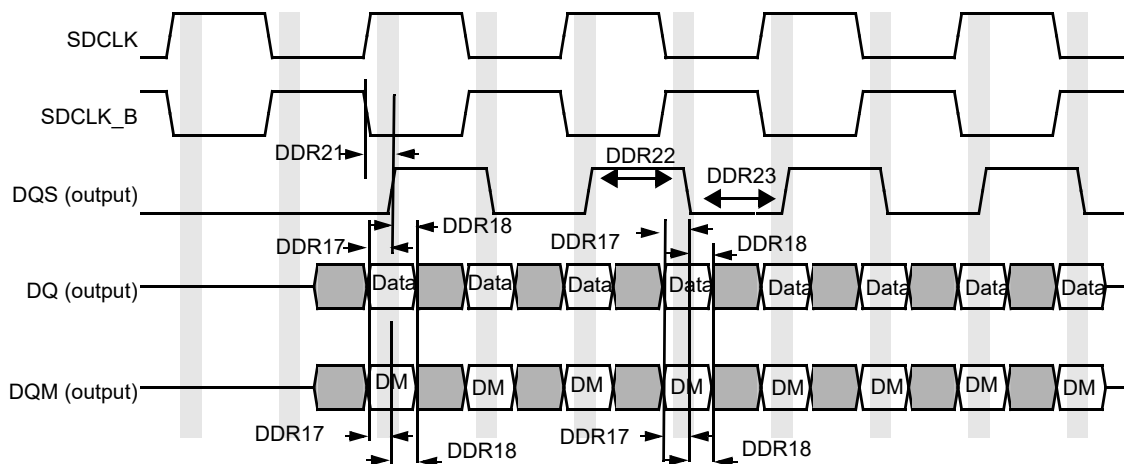 SDCLK
SDCLK_B
DDR21
DDR22
DDR23
DQS (output)
DDR18
DDR17
DDR17
DDR18
DQ (output)
Data Data Data Data Data Data Data Data
DQM (output)
DM DM DM DM DM DM DM DM
DDR17
DDR17
DDR18
DDR18